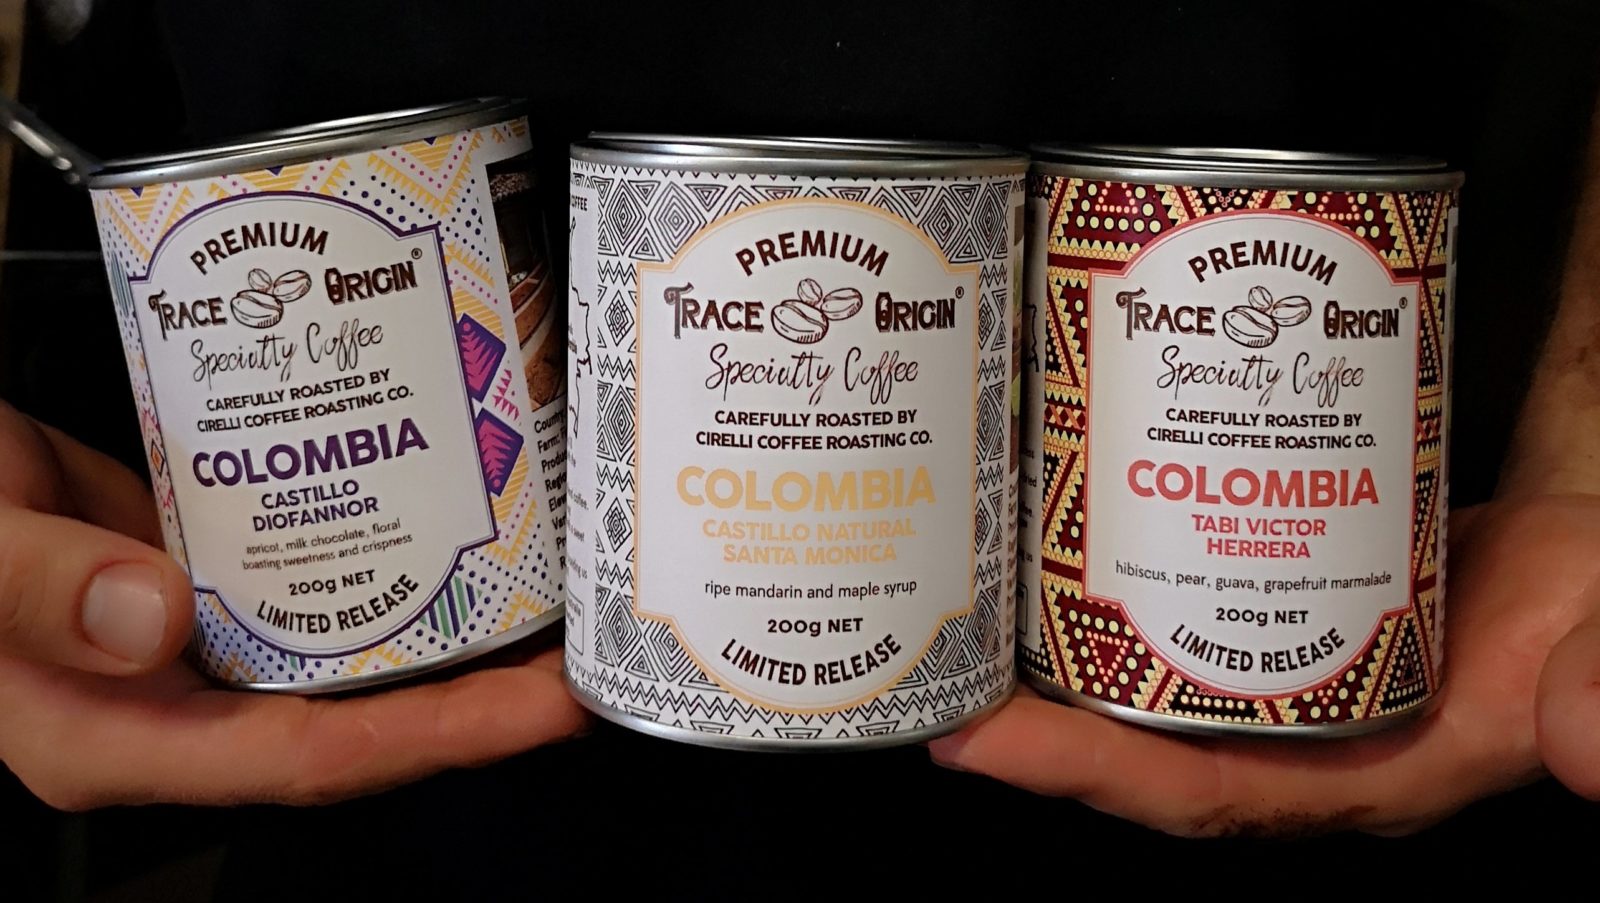 PREMIUM
TRACE ORIGIN®
Specialty Coffee
CAREFULLY ROASTED BY
CIRELLI COFFEE ROASTING CO.
COLOMBIA
CASTILLO
DIOFANNOR
apricot, milk chocolate, floral
boasting sweetness and crispness
200g NET
LIMITED RELEASE
Country
Farm:
COFFEE
PREMIUM
TRACE ORIGIN®
Specialty Coffee
CAREFULLY ROASTED BY
CIRELLI COFFEE ROASTING CO.
COLOMBIA
CASTILLO NATURAL
SANTA MONICA
ripe mandarin and maple syrup
200g NET
LIMITED RELEASE
PREMIUM
TRACE ORIGIN®
Specialty Coffee
CAREFULLY ROASTED BY
CIRELLI COFFEE ROASTING CO.
COLOMBIA
TABI VICTOR
HERRERA
hibiscus, pear, guava, grapefruit marmalade
200g NET
LIMITED RELEASE